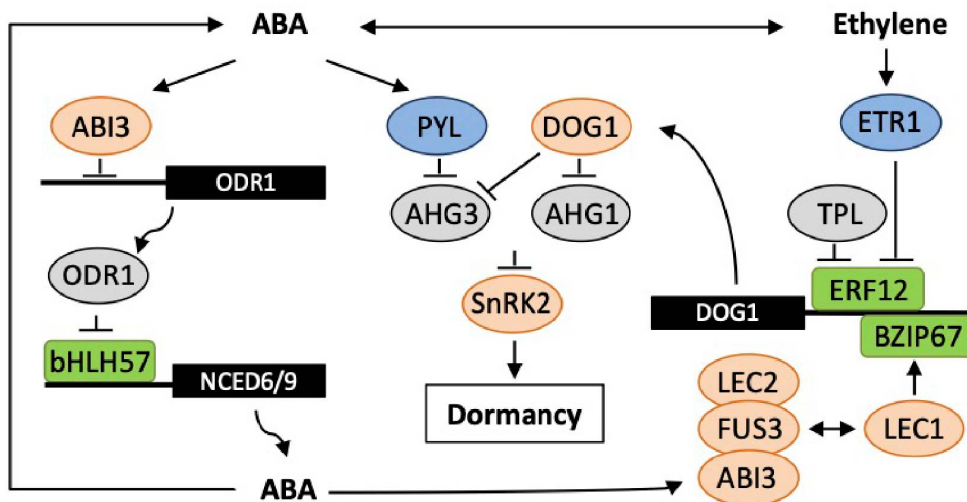 ABA
Ethylene
ABI3
PYL
DOG1
ETR1
ODR1
AHG3
AHG1
TPL
ODR1
SnRK2
DOG1
ERF12
BZIP67
bHLH57
NCED6/9
Dormancy
LEC2
FUS3
LEC1
ABI3
ABA